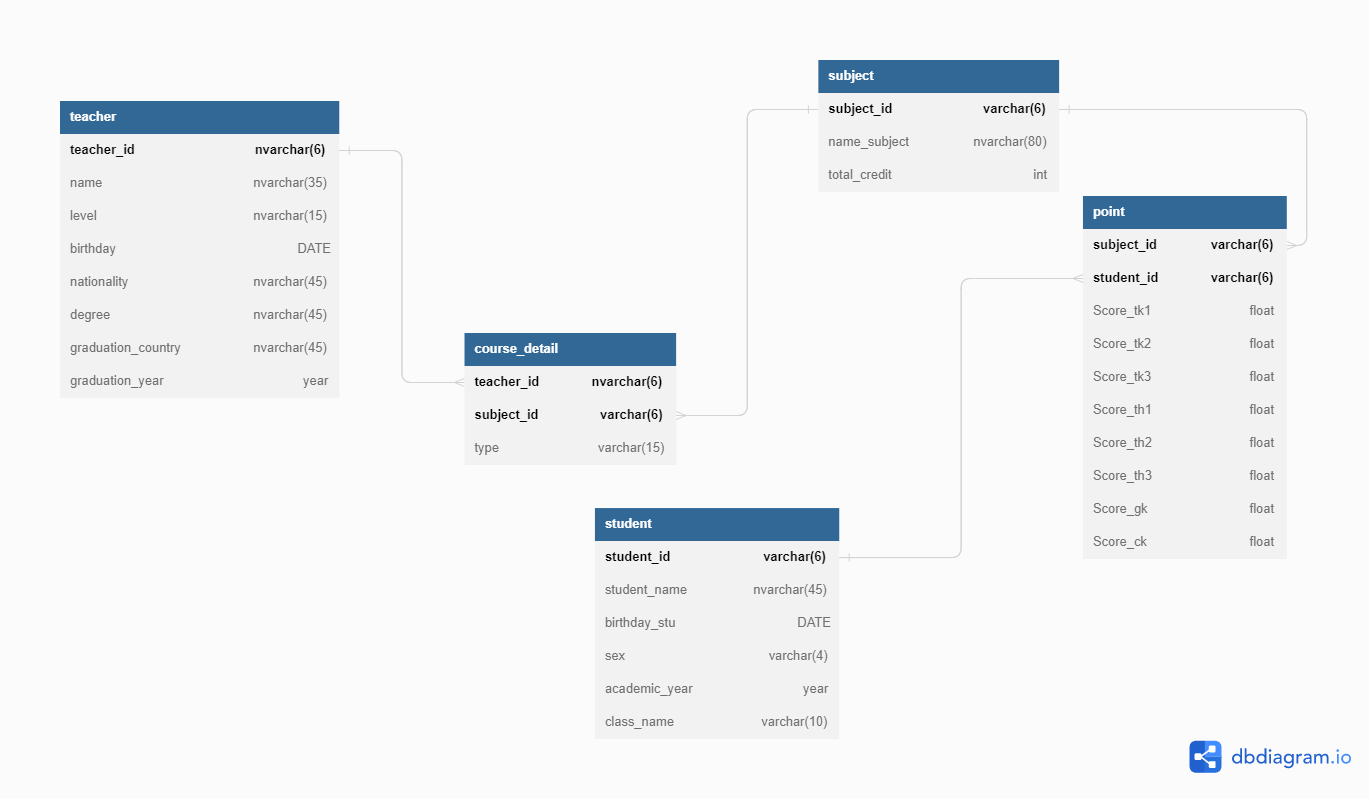 teacher
teacher_id nvarchar(6)
name nvarchar(35)
level nvarchar(15)
birthday DATE
nationality nvarchar(45)
degree nvarchar(45)
graduation_country nvarchar(45)
graduation_year year
subject
subject_id varchar(6)
name_subject nvarchar(80)
total_credit int
point
subject_id varchar(6)
student_id varchar(6)
Score_tk1 float
Score_tk2 float
Score_tk3 float
Score_th1 float
Score_th2 float
Score_th3 float
Score_gk float
Score_ck float
course_detail
teacher_id nvarchar(6)
subject_id varchar(6)
type varchar(15)
student
student_id varchar(6)
student_name nvarchar(45)
birthday_stu DATE
sex varchar(4)
academic_year year
class_name varchar(10)
dbdiagram.io